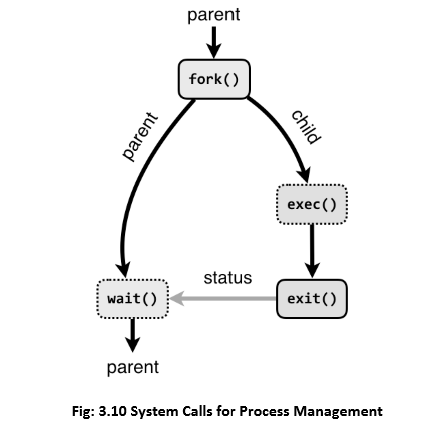 parent
fork()
parent
child
exec()
status
wait()
exit()
parent
Fig: 3.10 System Calls for Process Management